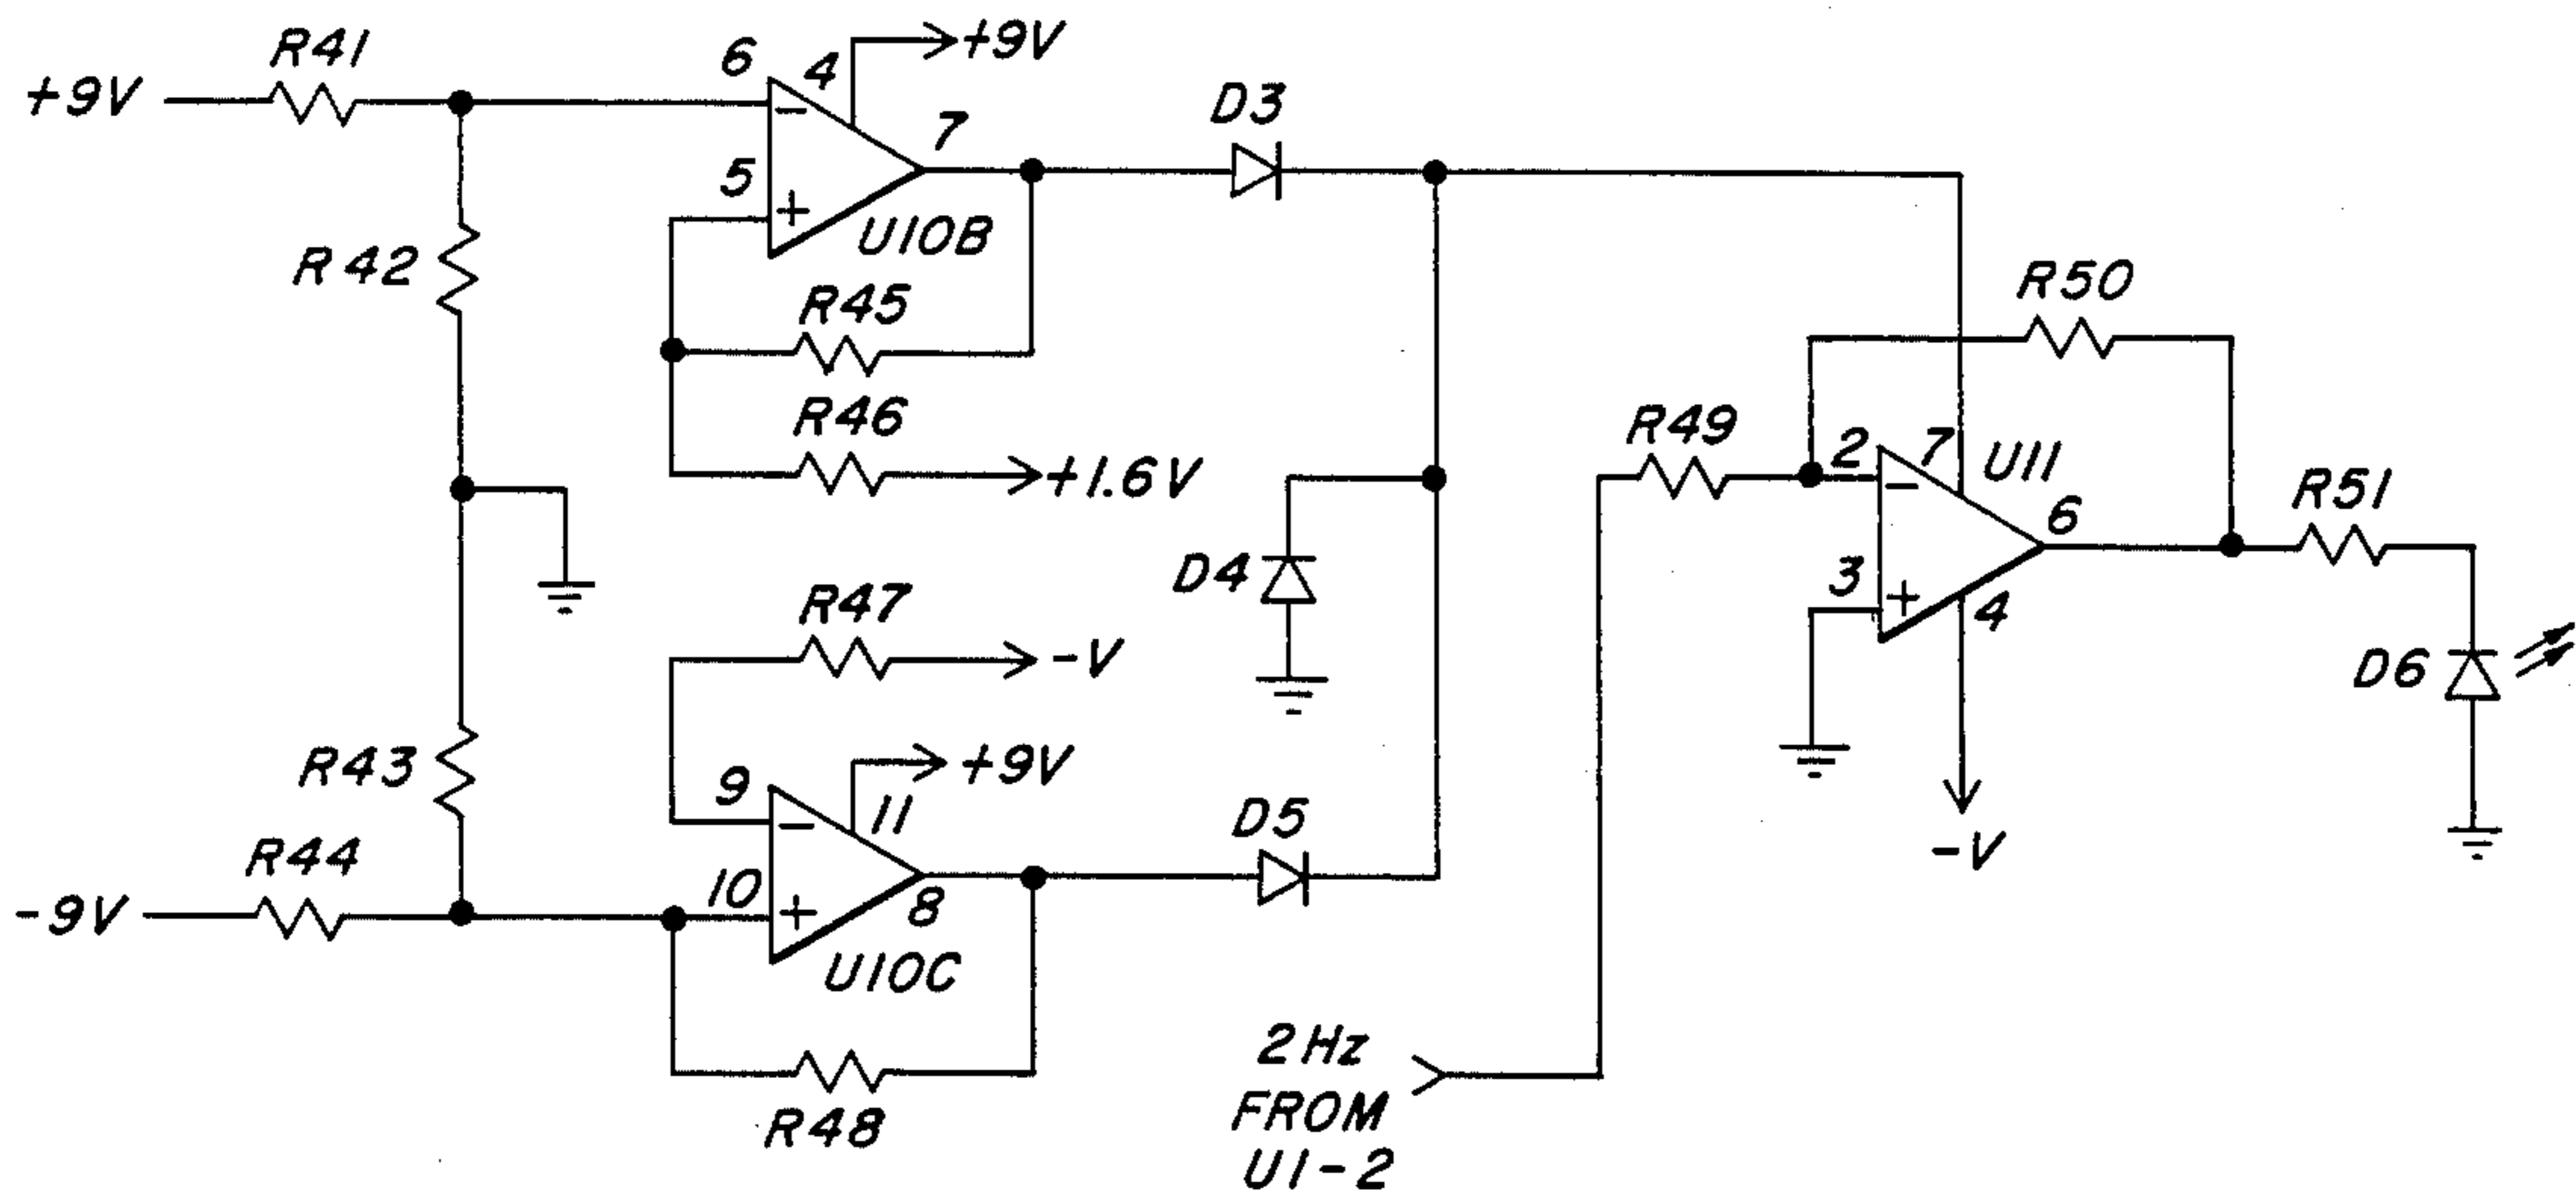 R41
+9V
6
4
+9V
7
D3
5
U10B
R42
R45
R50
R46
+1.6V
R49
2
7
U11
6
R51
D4
3
4
R47
-V
D6
R43
9
+9V
11
D5
-V
R44
10
8
-9V
U10C
2Hz
FROM
U1-2
R48